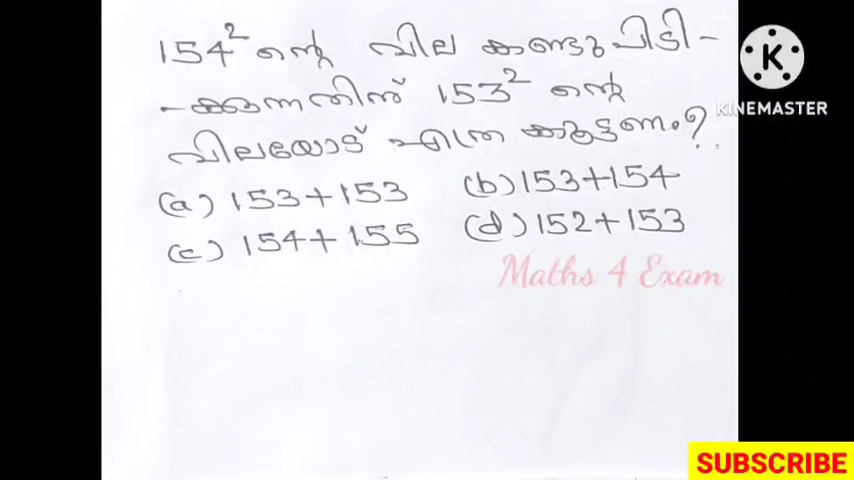 154² ന്റെ വില കണ്ടുപിടി-
-ക്കുന്നതിന് 153² ന്റെ
വിലയോട് എത്ര കൂട്ടണം?
(a) 153+153 (b) 153+154
(c) 154+155 (d) 152+153
Maths 4 Exam
K
KINEMASTER
SUBSCRIBE